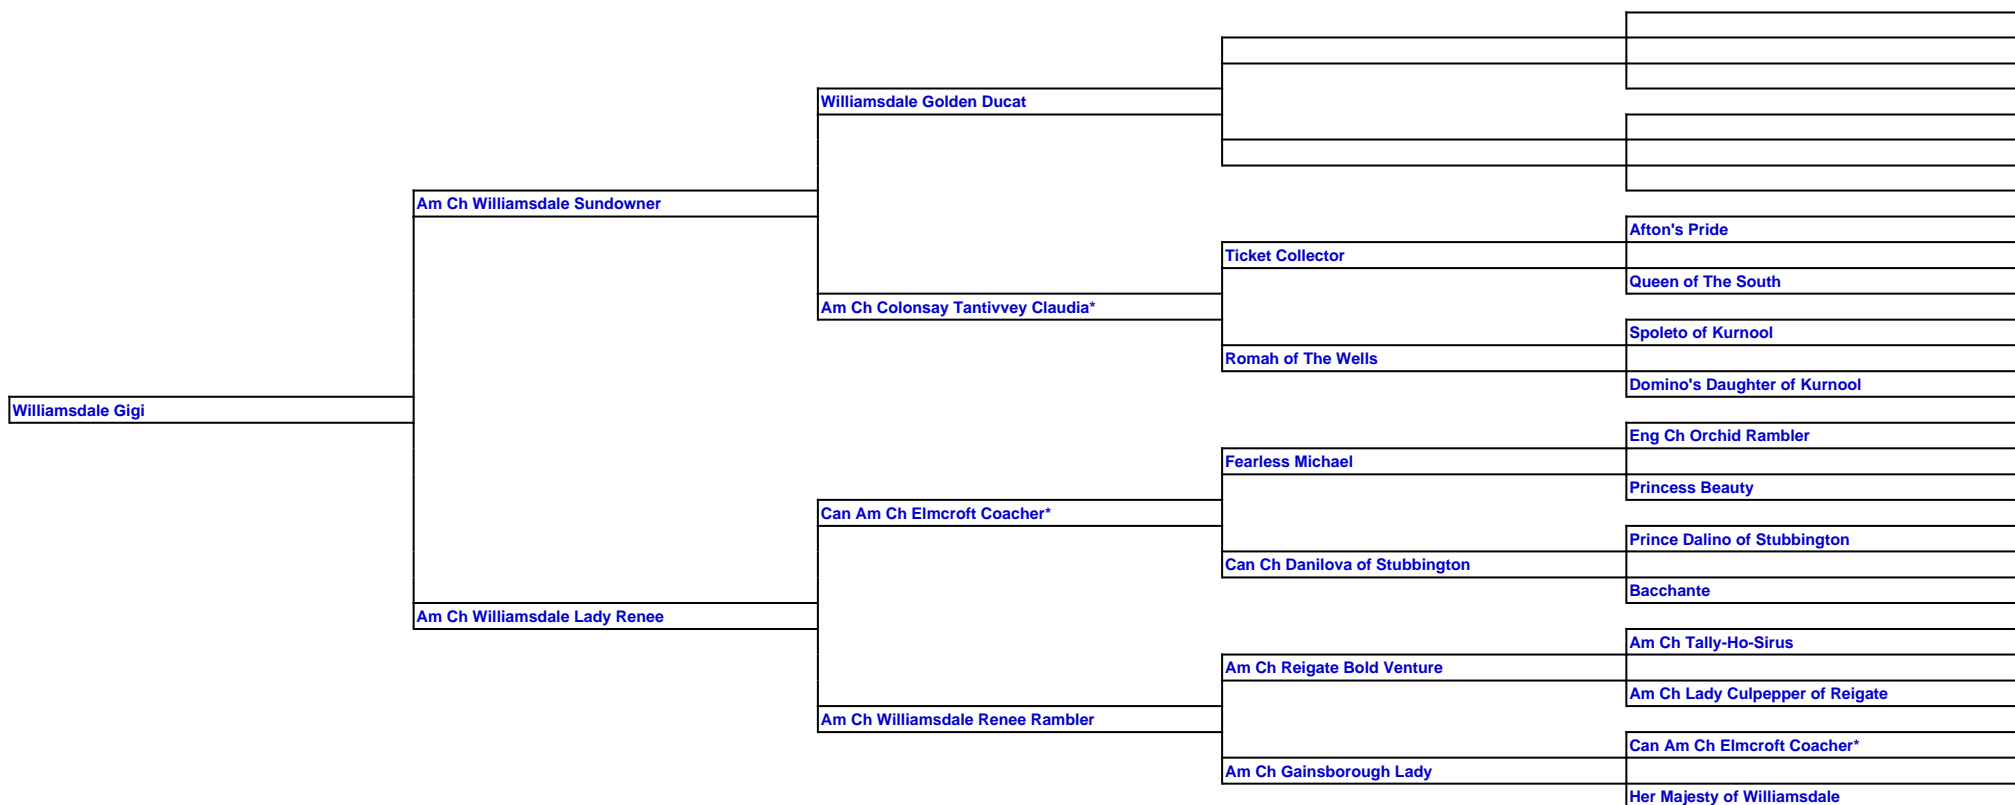 Williamsdale Golden Ducat
Am Ch Williamsdale Sundowner
Afton's Pride
Ticket Collector
Queen of The South
Am Ch Colonsay Tantivvey Claudia*
Spoleto of Kurnool
Romah of The Wells
Domino's Daughter of Kurnool
Williamsdale Gigi
Eng Ch Orchid Rambler
Fearless Michael
Princess Beauty
Can Am Ch Elmcroft Coacher*
Prince Dalino of Stubbington
Can Ch Danilova of Stubbington
Bacchante
Am Ch Williamsdale Lady Renee
Am Ch Tally-Ho-Sirus
Am Ch Reigate Bold Venture
Am Ch Lady Culpepper of Reigate
Am Ch Williamsdale Renee Rambler
Can Am Ch Elmcroft Coacher*
Am Ch Gainsborough Lady
Her Majesty of Williamsdale